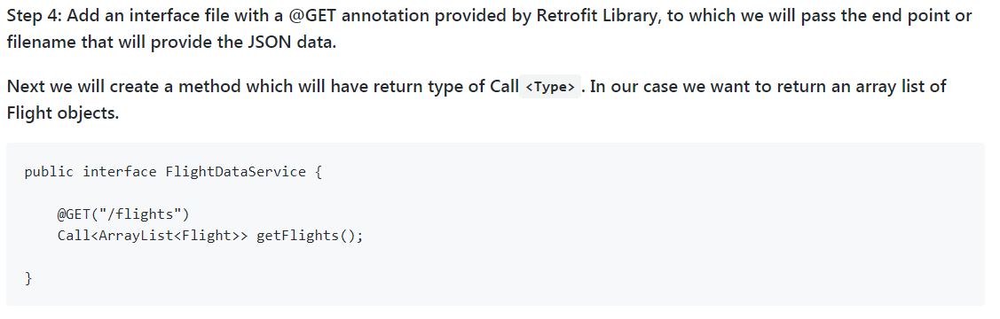 Step 4: Add an interface file with a @GET annotation provided by Retrofit Library, to which we will pass the end point or
filename that will provide the JSON data.
Next we will create a method which will have return type of Call <Type> . In our case we want to return an array list of
Flight objects.
public interface FlightDataService {
    @GET("/flights")
    Call<ArrayList<Flight>> getFlights();
}